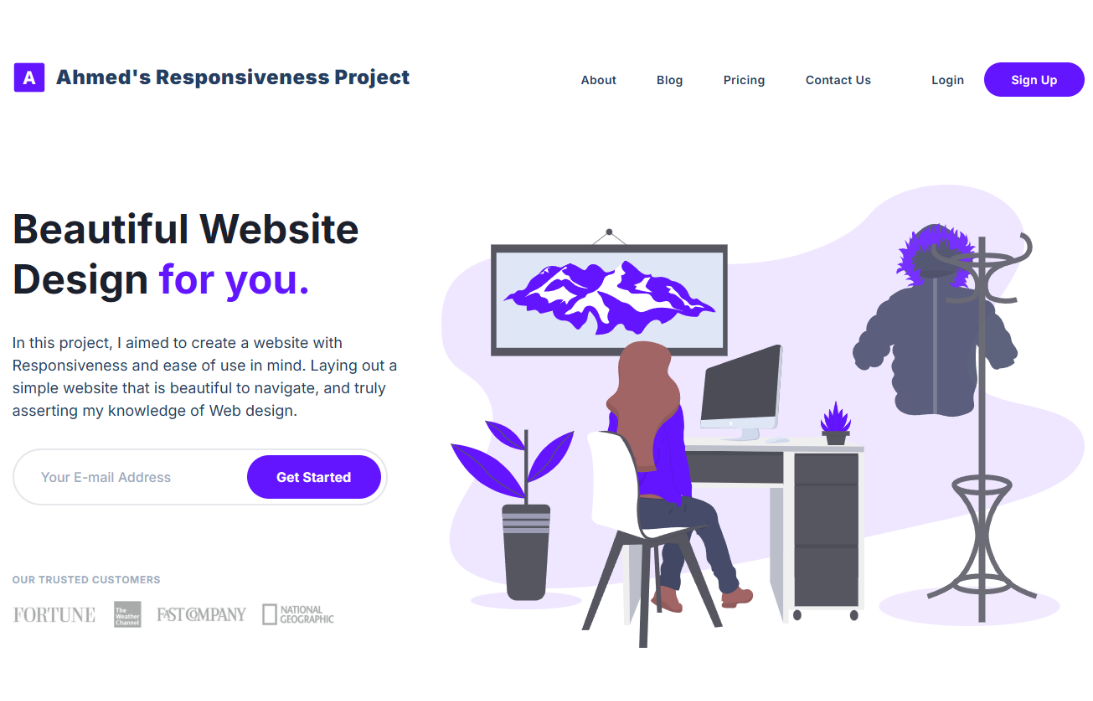 A Ahmed's Responsiveness Project
About Blog Pricing Contact Us Login Sign Up
Beautiful Website
Design for you.
In this project, I aimed to create a website with
Responsiveness and ease of use in mind. Laying out a
simple website that is beautiful to navigate, and truly
asserting my knowledge of Web design.
Your E-mail Address Get Started
OUR TRUSTED CUSTOMERS
FORTUNE
The
Weather
Channel
FAST COMPANY
NATIONAL
GEOGRAPHIC